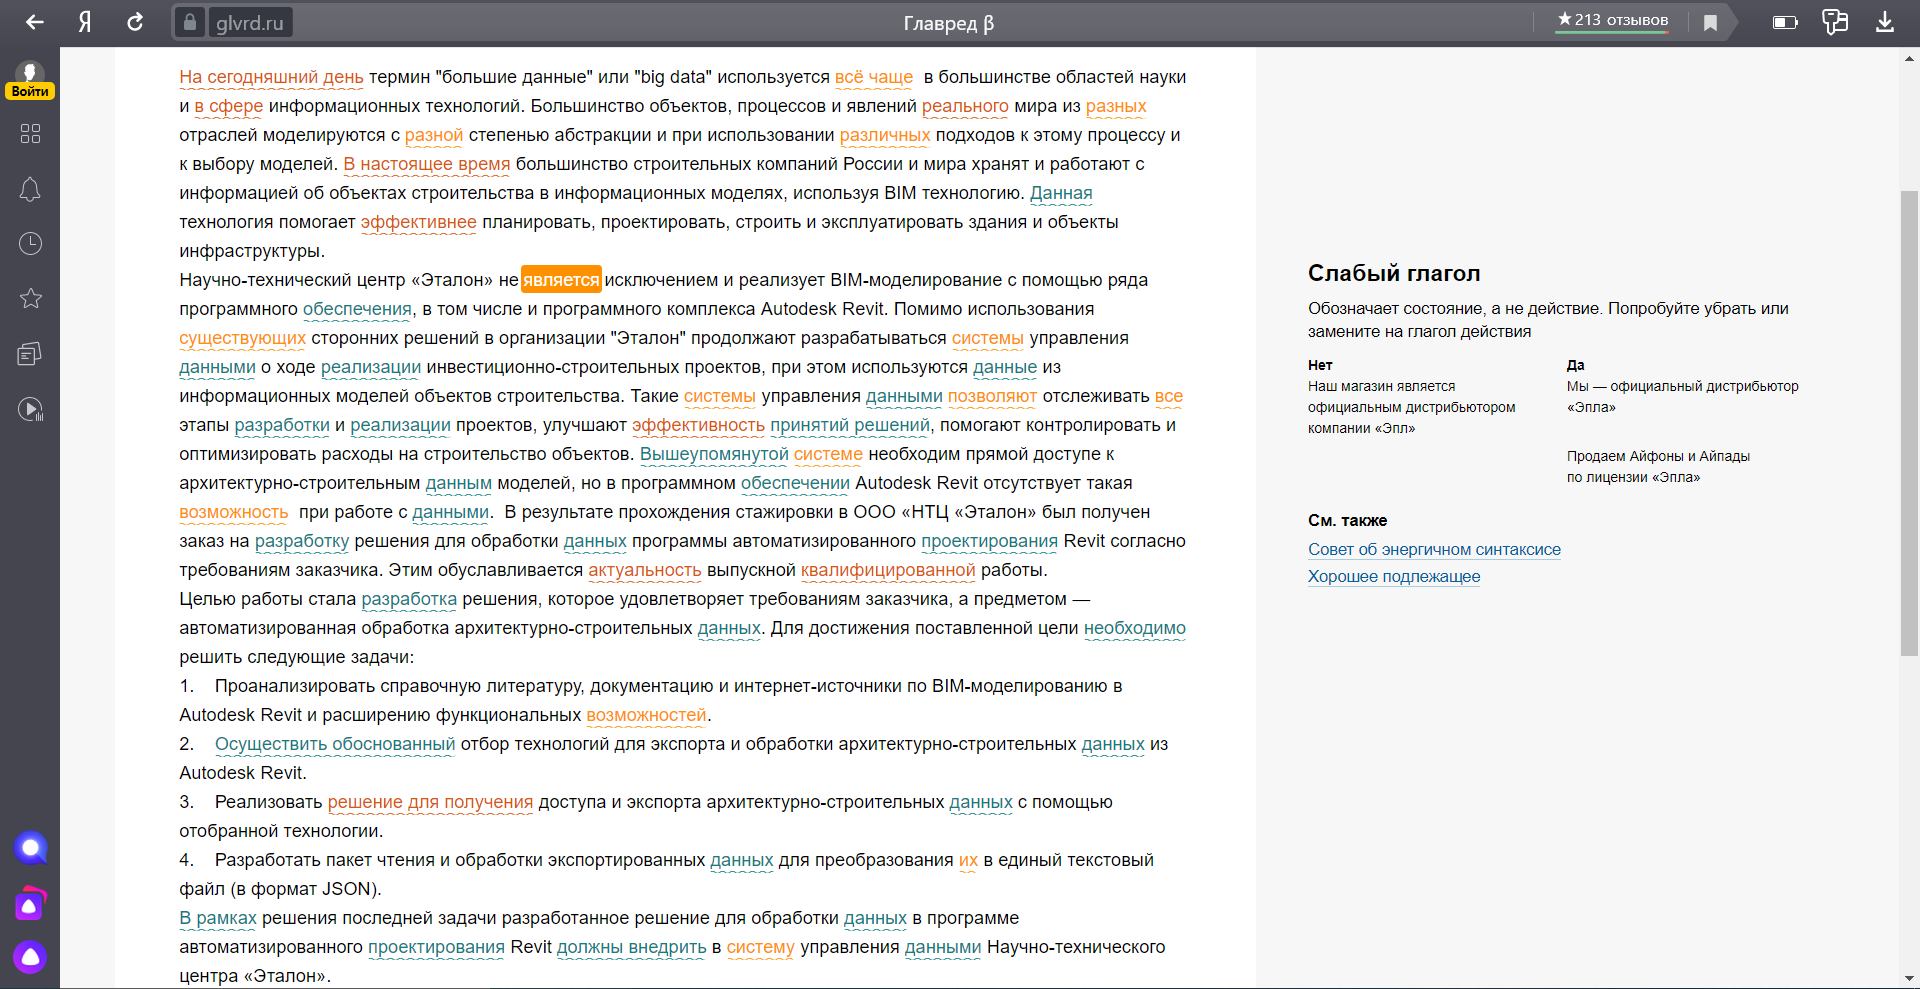 Я
glvrd.ru
Главред β
★213 отзывов
Войти
На сегодняшний день термин "большие данные" или "big data" используется всё чаще в большинстве областей науки
и в сфере информационных технологий. Большинство объектов, процессов и явлений реального мира из разных
отраслей моделируются с разной степенью абстракции и при использовании различных подходов к этому процессу и
к выбору моделей. В настоящее время большинство строительных компаний России и мира хранят и работают с
информацией об объектах строительства в информационных моделях, используя BIM технологию. Данная
технология помогает эффективнее планировать, проектировать, строить и эксплуатировать здания и объекты
инфраструктуры.
Научно-технический центр «Эталон» не является исключением и реализует BIM-моделирование с помощью ряда
программного обеспечения, в том числе и программного комплекса Autodesk Revit. Помимо использования
существующих сторонних решений в организации "Эталон" продолжают разрабатываться системы управления
данными о ходе реализации инвестиционно-строительных проектов, при этом используются данные из
информационных моделей объектов строительства. Такие системы управления данными позволяют отслеживать все
этапы разработки и реализации проектов, улучшают эффективность принятий решений, помогают контролировать и
оптимизировать расходы на строительство объектов. Вышеупомянутой системе необходим прямой доступе к
архитектурно-строительным данным моделей, но в программном обеспечении Autodesk Revit отсутствует такая
возможность при работе с данными. В результате прохождения стажировки в ООО «НТЦ «Эталон» был получен
заказ на разработку решения для обработки данных программы автоматизированного проектирования Revit согласно
требованиям заказчика. Этим обуславливается актуальность выпускной квалифицированной работы.
Целью работы стала разработка решения, которое удовлетворяет требованиям заказчика, а предметом —
автоматизированная обработка архитектурно-строительных данных. Для достижения поставленной цели необходимо
решить следующие задачи:
1. Проанализировать справочную литературу, документацию и интернет-источники по BIM-моделированию в
Autodesk Revit и расширению функциональных возможностей.
2. Осуществить обоснованный отбор технологий для экспорта и обработки архитектурно-строительных данных из
Autodesk Revit.
3. Реализовать решение для получения доступа и экспорта архитектурно-строительных данных с помощью
отобранной технологии.
4. Разработать пакет чтения и обработки экспортированных данных для преобразования их в единый текстовый
файл (в формат JSON).
В рамках решения последней задачи разработанное решение для обработки данных в программе
автоматизированного проектирования Revit должны внедрить в систему управления данными Научно-технического
центра «Эталон».
Слабый глагол
Обозначает состояние, а не действие. Попробуйте убрать или
замените на глагол действия
Нет
Наш магазин является
официальным дистрибьютором
компании «Эпл»
Да
Мы — официальный дистрибьютор
«Эпла»
Продаем Айфоны и Айпады
по лицензии «Эпла»
См. также
Совет об энергичном синтаксисе
Хорошее подлежащее